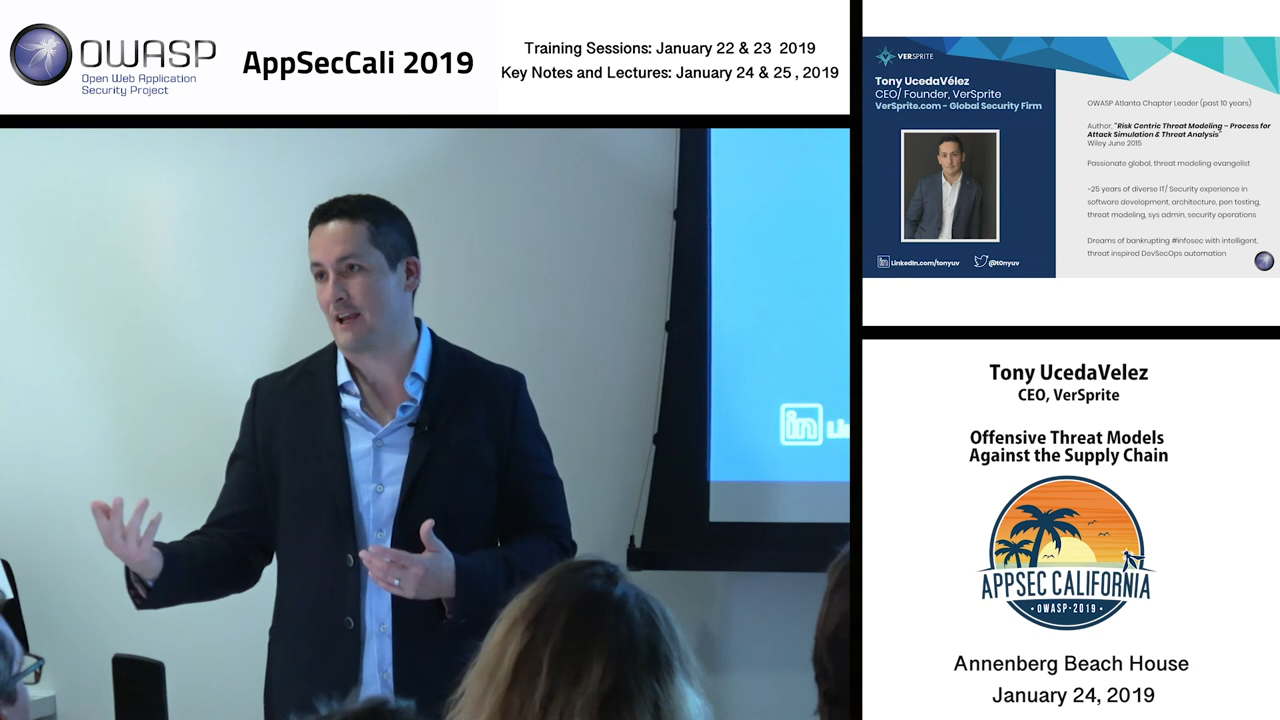 OWASP
Open Web Application
Security Project
AppSecCali 2019
Training Sessions: January 22 & 23 2019
Key Notes and Lectures: January 24 & 25 , 2019
VERSPRITE
Tony UcedaVélez
CEO/ Founder, VerSprite
VerSprite.com - Global Security Firm
LinkedIn.com/tonyuv
@t0nyuv
OWASP Atlanta Chapter Leader (past 10 years)
Author, "Risk Centric Threat Modeling – Process for
Attack Simulation & Threat Analysis"
Wiley June 2015
Passionate global, threat modeling evangelist
~25 years of diverse IT/ Security experience in
software development, architecture, pen testing,
threat modeling, sys admin, security operations
Dreams of bankrupting #infosec with intelligent,
threat inspired DevSecOps automation
in
Tony UcedaVelez
CEO, VerSprite
Offensive Threat Models
Against the Supply Chain
APPSEC CALIFORNIA
• OWASP-2019 •
Annenberg Beach House
January 24, 2019